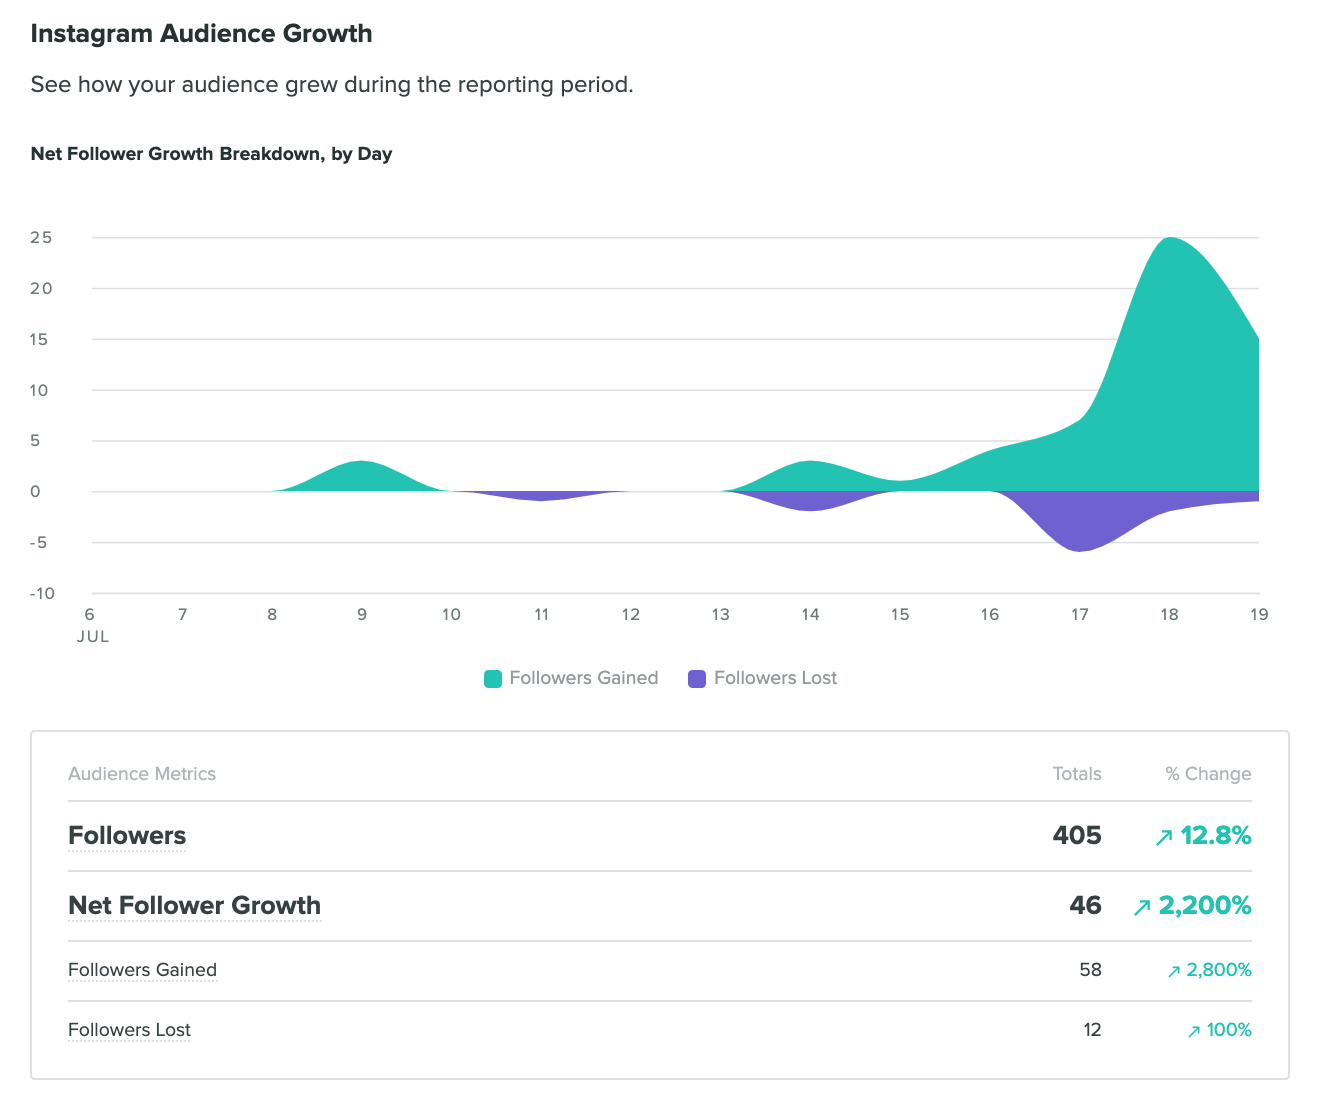 Instagram Audience Growth
See how your audience grew during the reporting period.
Net Follower Growth Breakdown, by Day
25
20
15
10
5
0
-5
-10
6 7 8 9 10 11 12 13 14 15 16 17 18 19
JUL
Followers Gained Followers Lost
Audience Metrics Totals % Change
Followers 405 ↗ 12.8%
Net Follower Growth 46 ↗ 2,200%
Followers Gained 58 ↗ 2,800%
Followers Lost 12 ↗ 100%